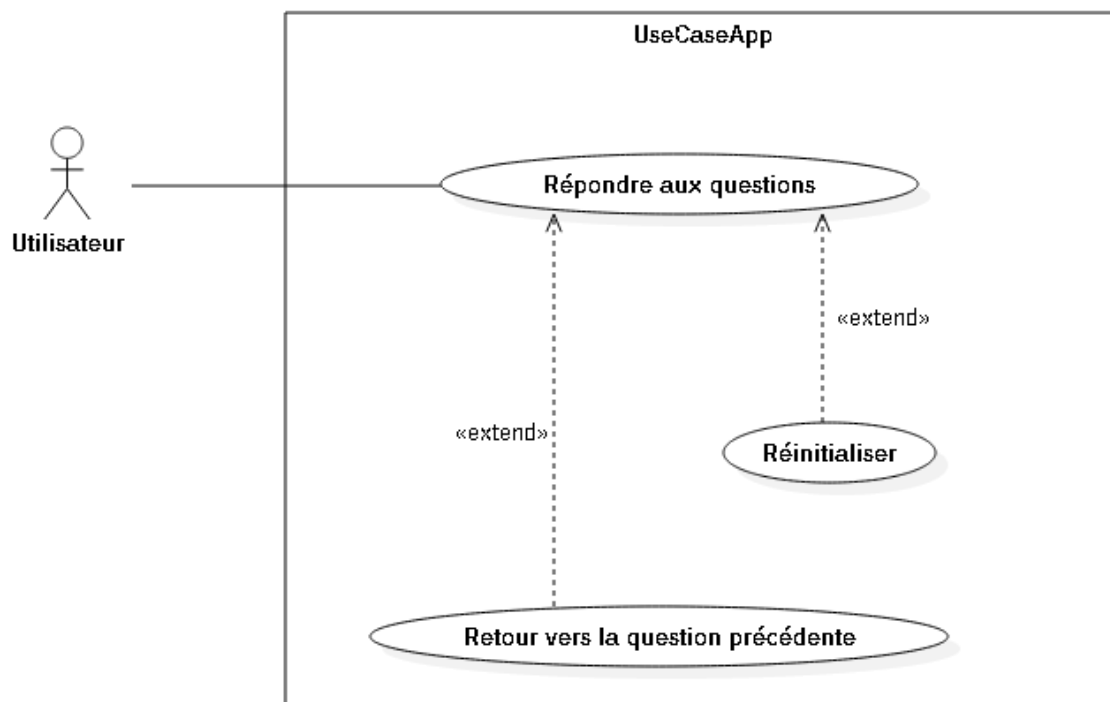 UseCaseApp
Répondre aux questions
Utilisateur
«extend»
«extend»
Réinitialiser
Retour vers la question précédente